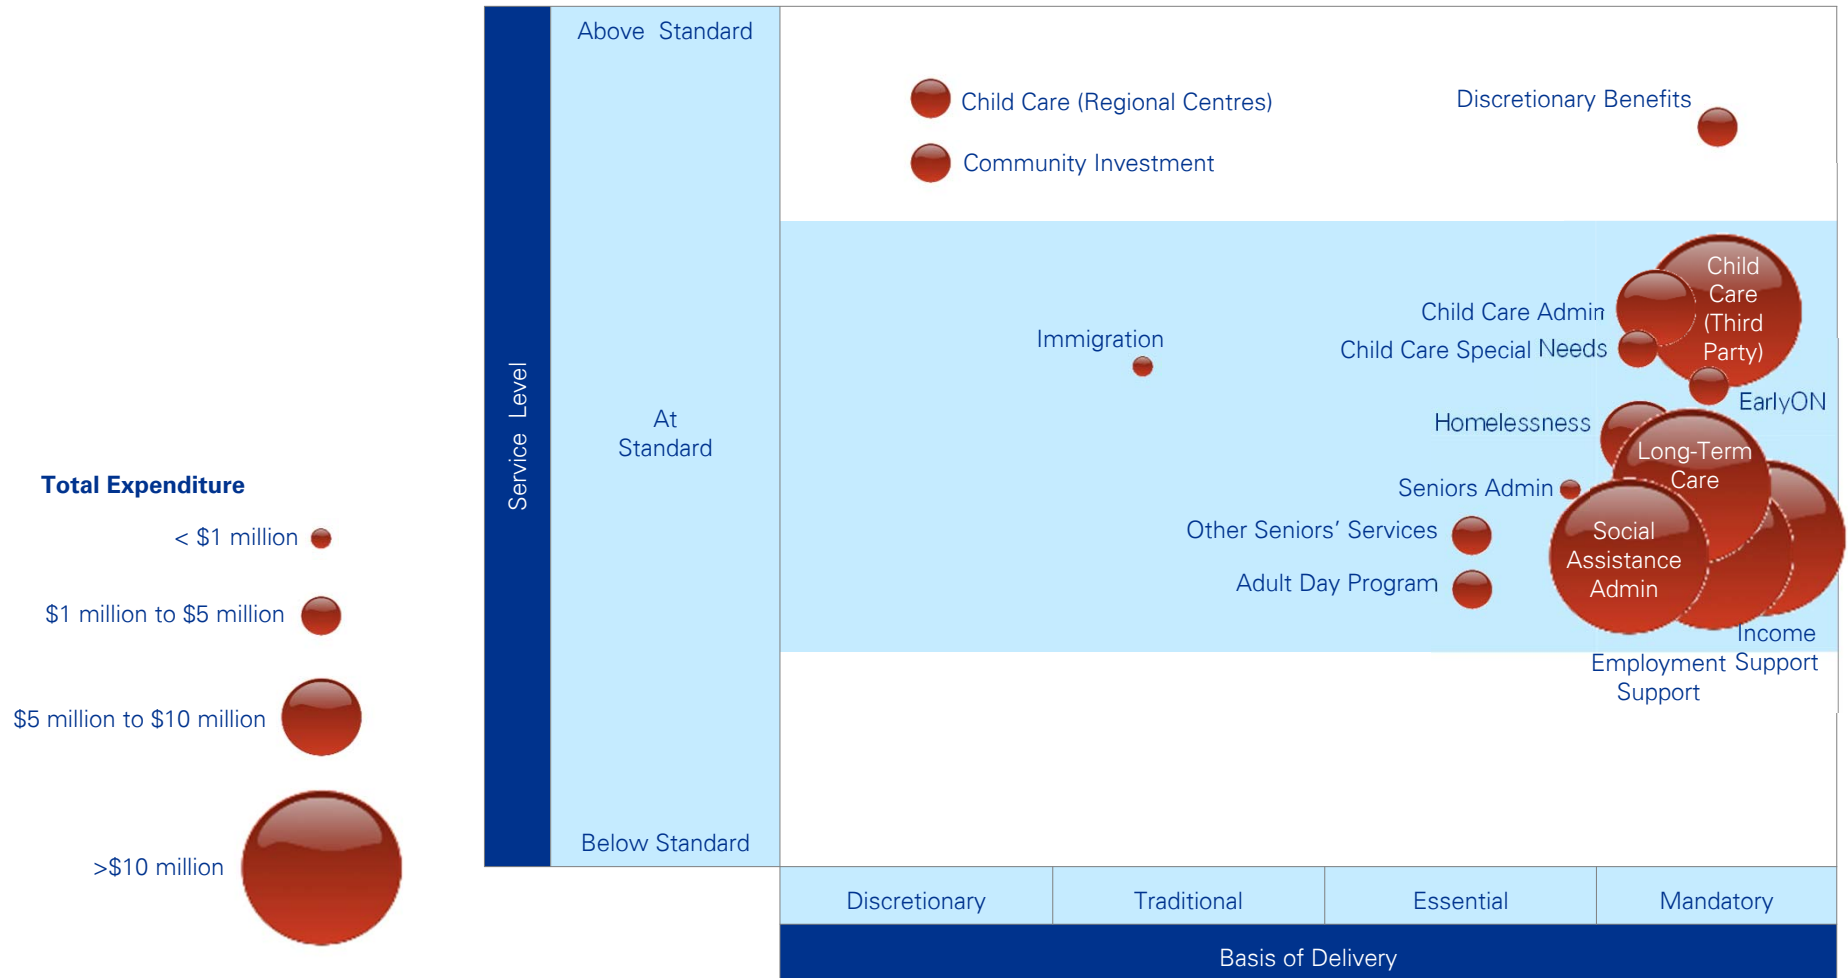 Above Standard
Child Care (Regional Centres)
Discretionary Benefits
Community Investment
Child
Care
(Third
Party)
Child Care Admin
Immigration
Child Care Special Needs
Service Level
At
Standard
EarlyON
Homelessness
Long-Term
Care
Seniors Admin
Other Seniors' Services
Social
Assistance
Admin
Adult Day Program
Income
Support
Employment
Support
Below Standard
Total Expenditure
< $1 million
$1 million to $5 million
$5 million to $10 million
>$10 million
Discretionary
Traditional
Essential
Mandatory
Basis of Delivery